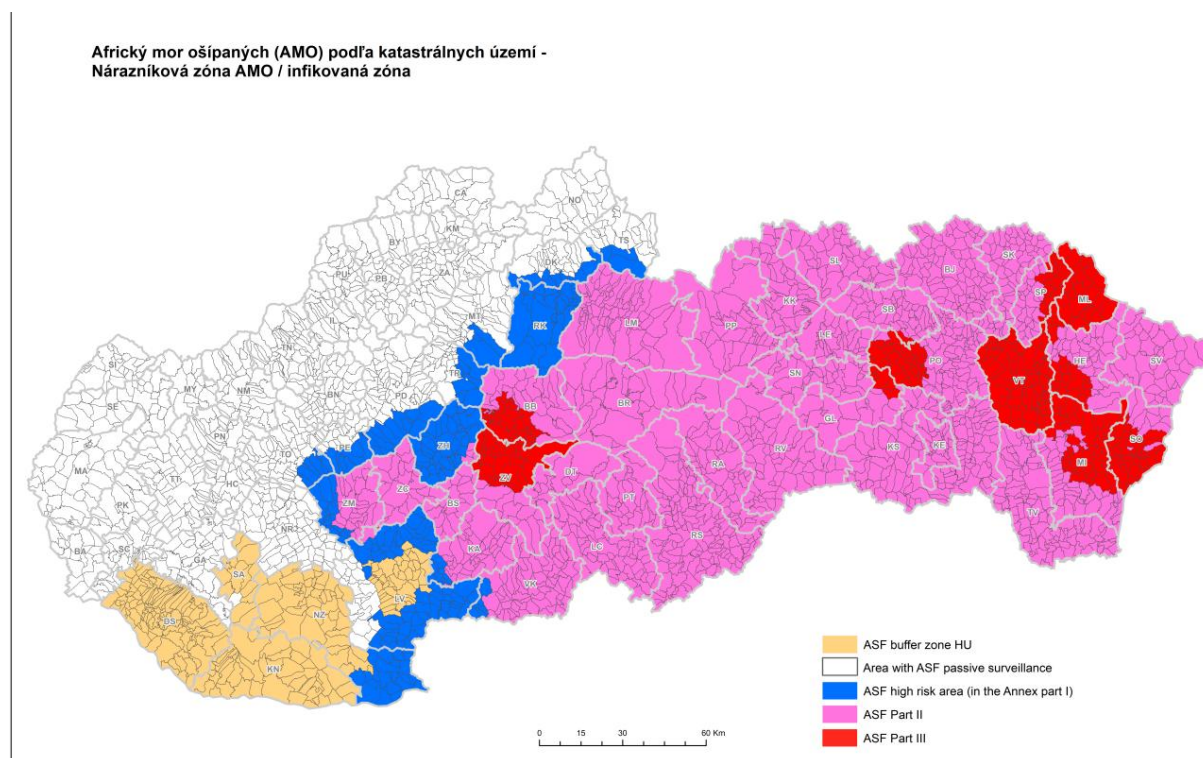 Africký mor ošípaných (AMO) podľa katastrálnych území -
Nárazníková zóna AMO / infikovaná zóna
CA
NO
BY
KM
TS
PU
PB
ZA
DK
SL
BJ
SK
IL
MT
RK
LM
PP
KK
SB
SP
ML
TN
LE
PO
HE
SV
SI
MY
NM
BN
PD
TR
SN
VT
SE
BB
BR
GL
PN
PE
ZH
TO
ZV
SO
MA
TT
HC
DT
RA
RV
KS
KE
MI
PK
ZM
ZC
BS
PT
NR
TV
BA
SC
GA
KA
LC
RS
SA
LV
VK
DS
NZ
KN
ASF buffer zone HU
Area with ASF passive surveillance
ASF high risk area (in the Annex part I)
ASF Part II
ASF Part III
0 15 30 60 Km